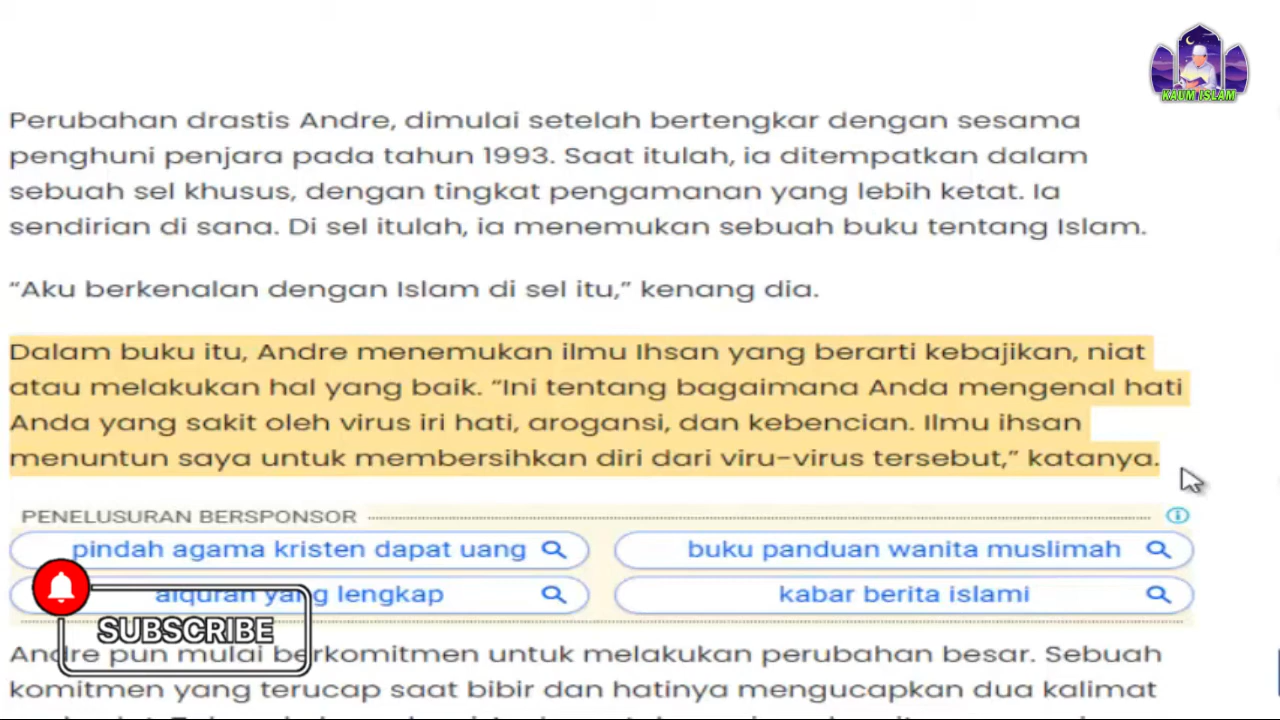 KAUM ISLAM
Perubahan drastis Andre, dimulai setelah bertengkar dengan sesama
penghuni penjara pada tahun 1993. Saat itulah, ia ditempatkan dalam
sebuah sel khusus, dengan tingkat pengamanan yang lebih ketat. Ia
sendirian di sana. Di sel itulah, ia menemukan sebuah buku tentang Islam.
“Aku berkenalan dengan Islam di sel itu,” kenang dia.
Dalam buku itu, Andre menemukan ilmu Ihsan yang berarti kebajikan, niat
atau melakukan hal yang baik. “Ini tentang bagaimana Anda mengenal hati
Anda yang sakit oleh virus iri hati, arogansi, dan kebencian. Ilmu ihsan
menuntun saya untuk membersihkan diri dari viru-virus tersebut,” katanya.
PENELUSURAN BERSPONSOR
pindah agama kristen dapat uang
buku panduan wanita muslimah
alquran yang lengkap
kabar berita islami
SUBSCRIBE
Andre pun mulai berkomitmen untuk melakukan perubahan besar. Sebuah
komitmen yang terucap saat bibir dan hatinya mengucapkan dua kalimat